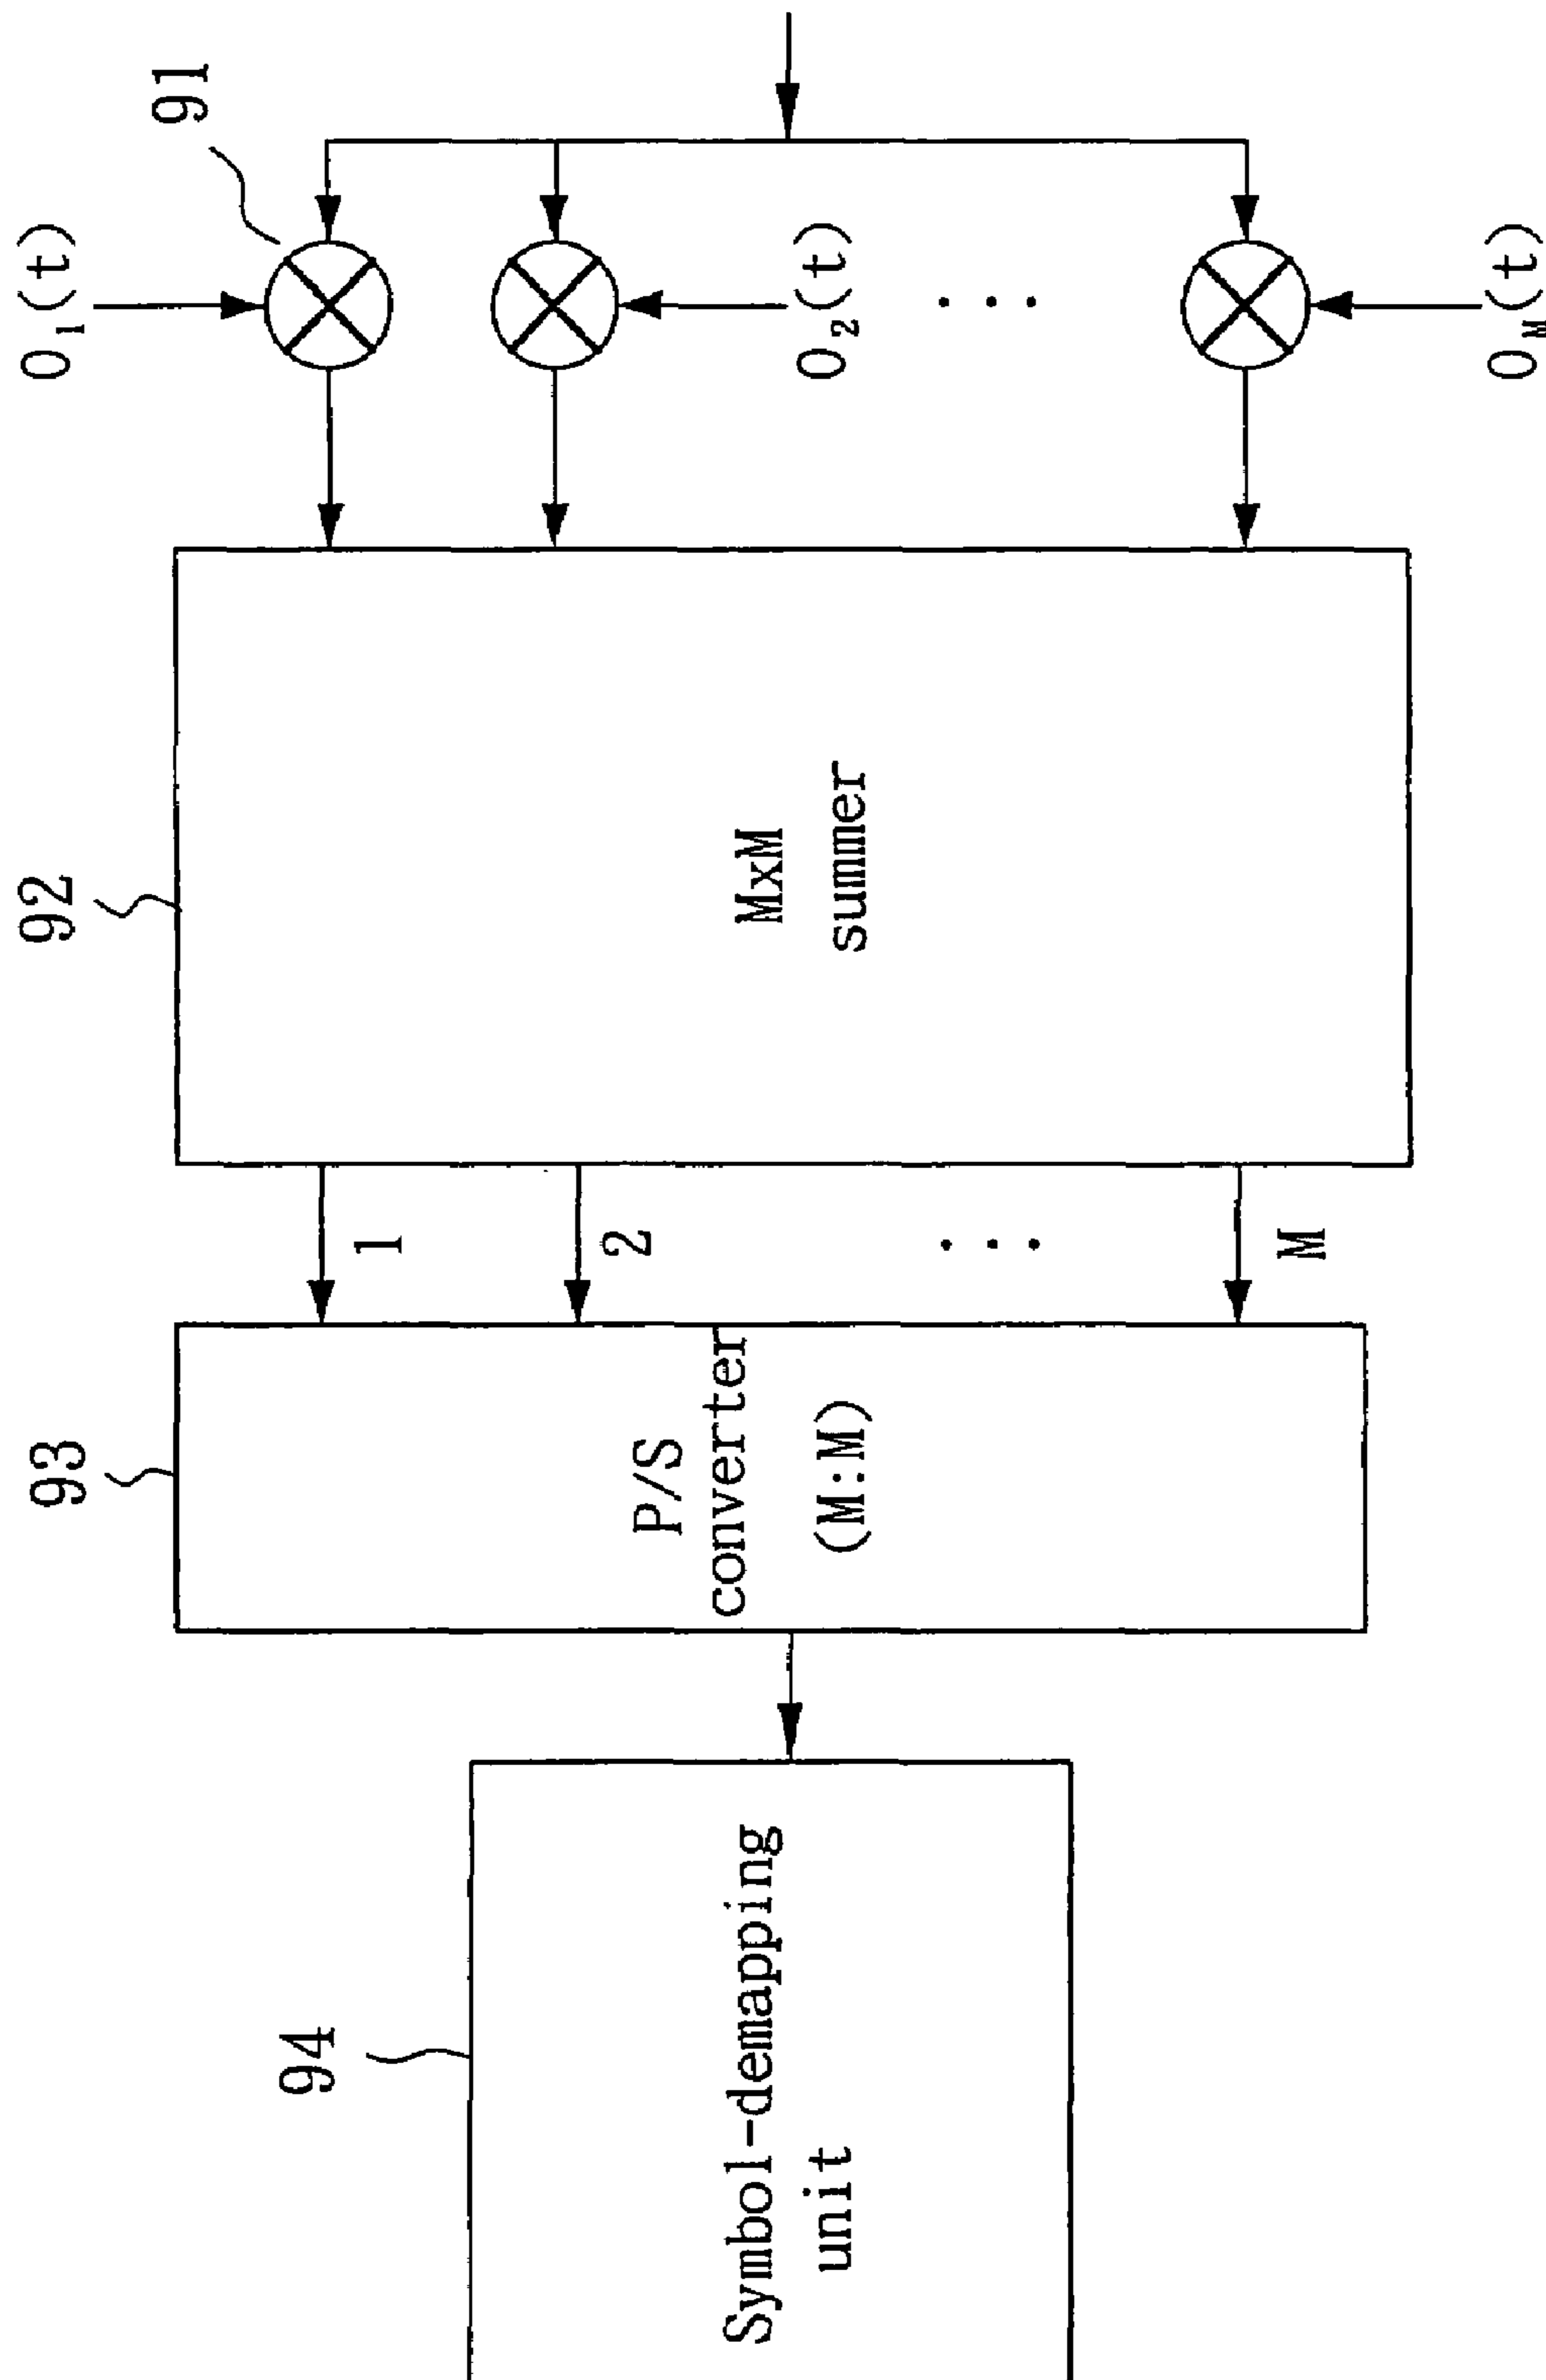 91
O1(t)
O2(t)
...
OM(t)
92
MxM
summer
1
2
...
M
93
P/S
converter
(M:M)
94
Symbol-demapping
unit